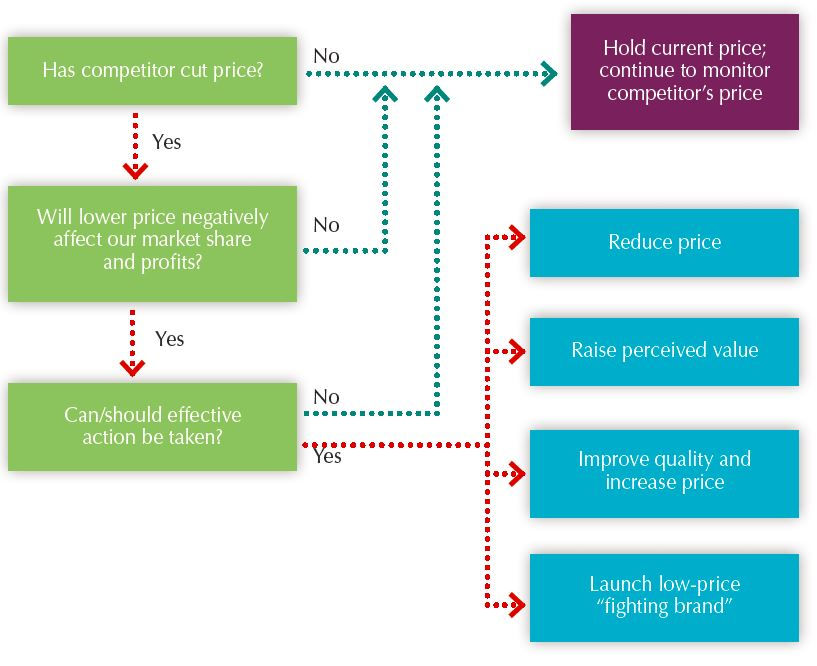 Has competitor cut price?
No
Hold current price;
continue to monitor
competitor’s price
Yes
Will lower price negatively
affect our market share
and profits?
No
Reduce price
Yes
Raise perceived value
Can/should effective
action be taken?
No
Yes
Improve quality and
increase price
Launch low-price
“fighting brand”